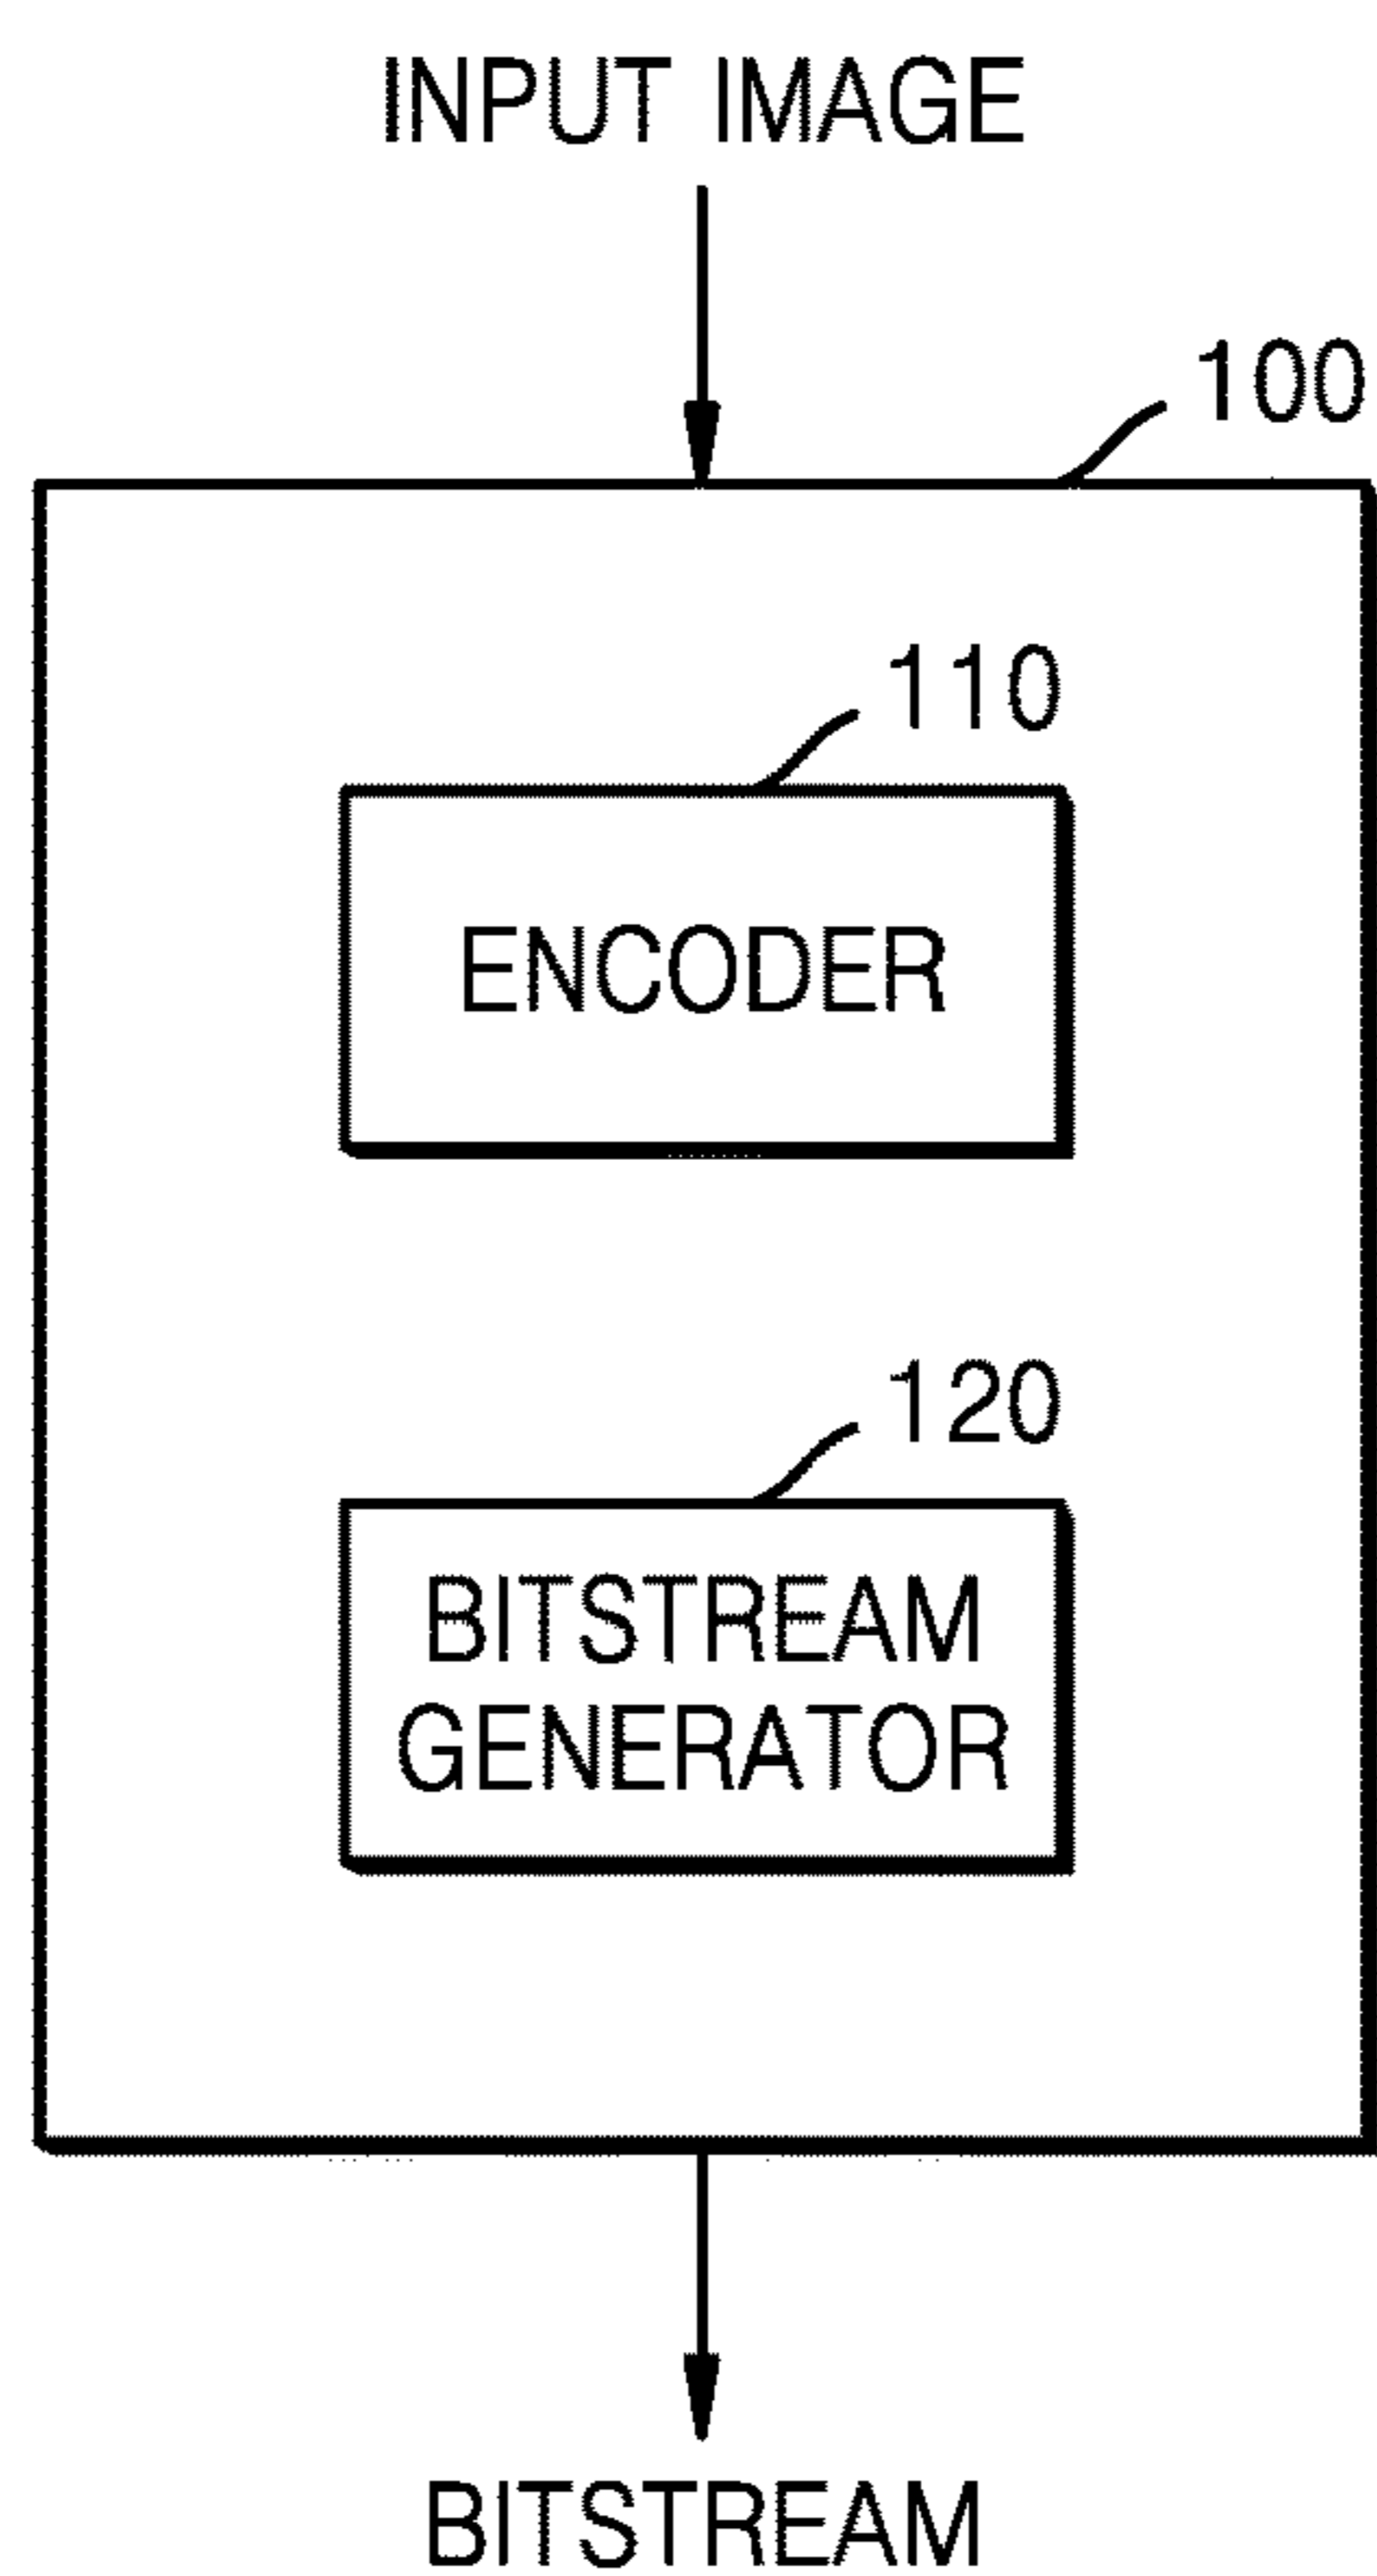 INPUT IMAGE
100
110
ENCODER
120
BITSTREAM
GENERATOR
BITSTREAM